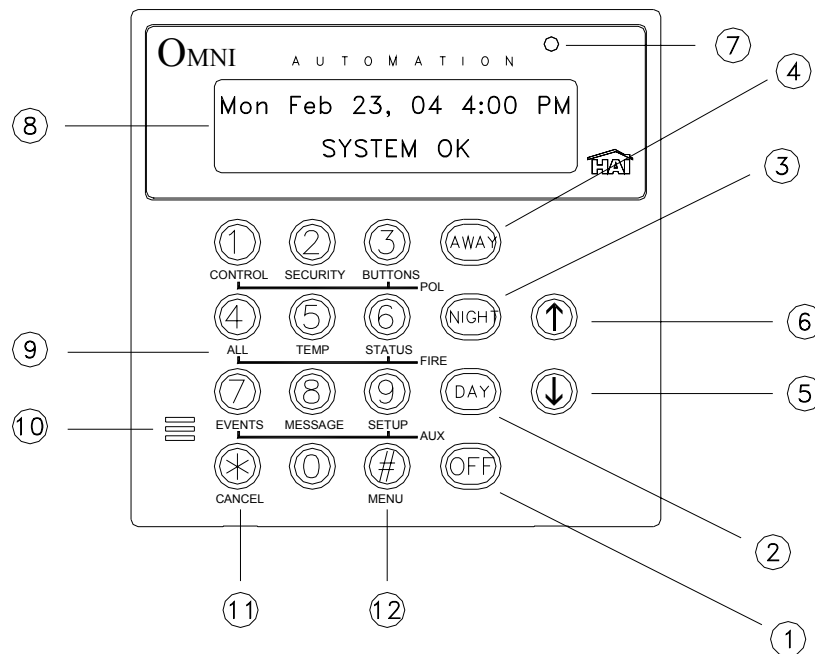 OMNI
AUTOMATION
7
4
Mon Feb 23, 04 4:00 PM
SYSTEM OK
8
HAI
3
1 2 3 AWAY
CONTROL SECURITY BUTTONS
POL
4 5 6 NIGHT ↑
6
ALL TEMP STATUS
FIRE
9
7 8 9 DAY ↓
5
EVENTS MESSAGE SETUP
AUX
10
* 0 # OFF
CANCEL MENU
2
11 12
1